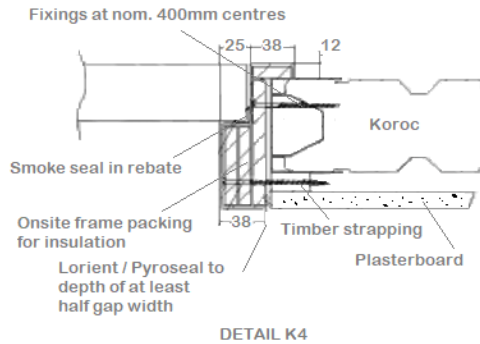 Fixings at nom. 400mm centres
25 38 12
Koroc
Smoke seal in rebate
Onsite frame packing
for insulation
38
Timber strapping
Plasterboard
Lorient / Pyroseal to
depth of at least
half gap width
DETAIL K4